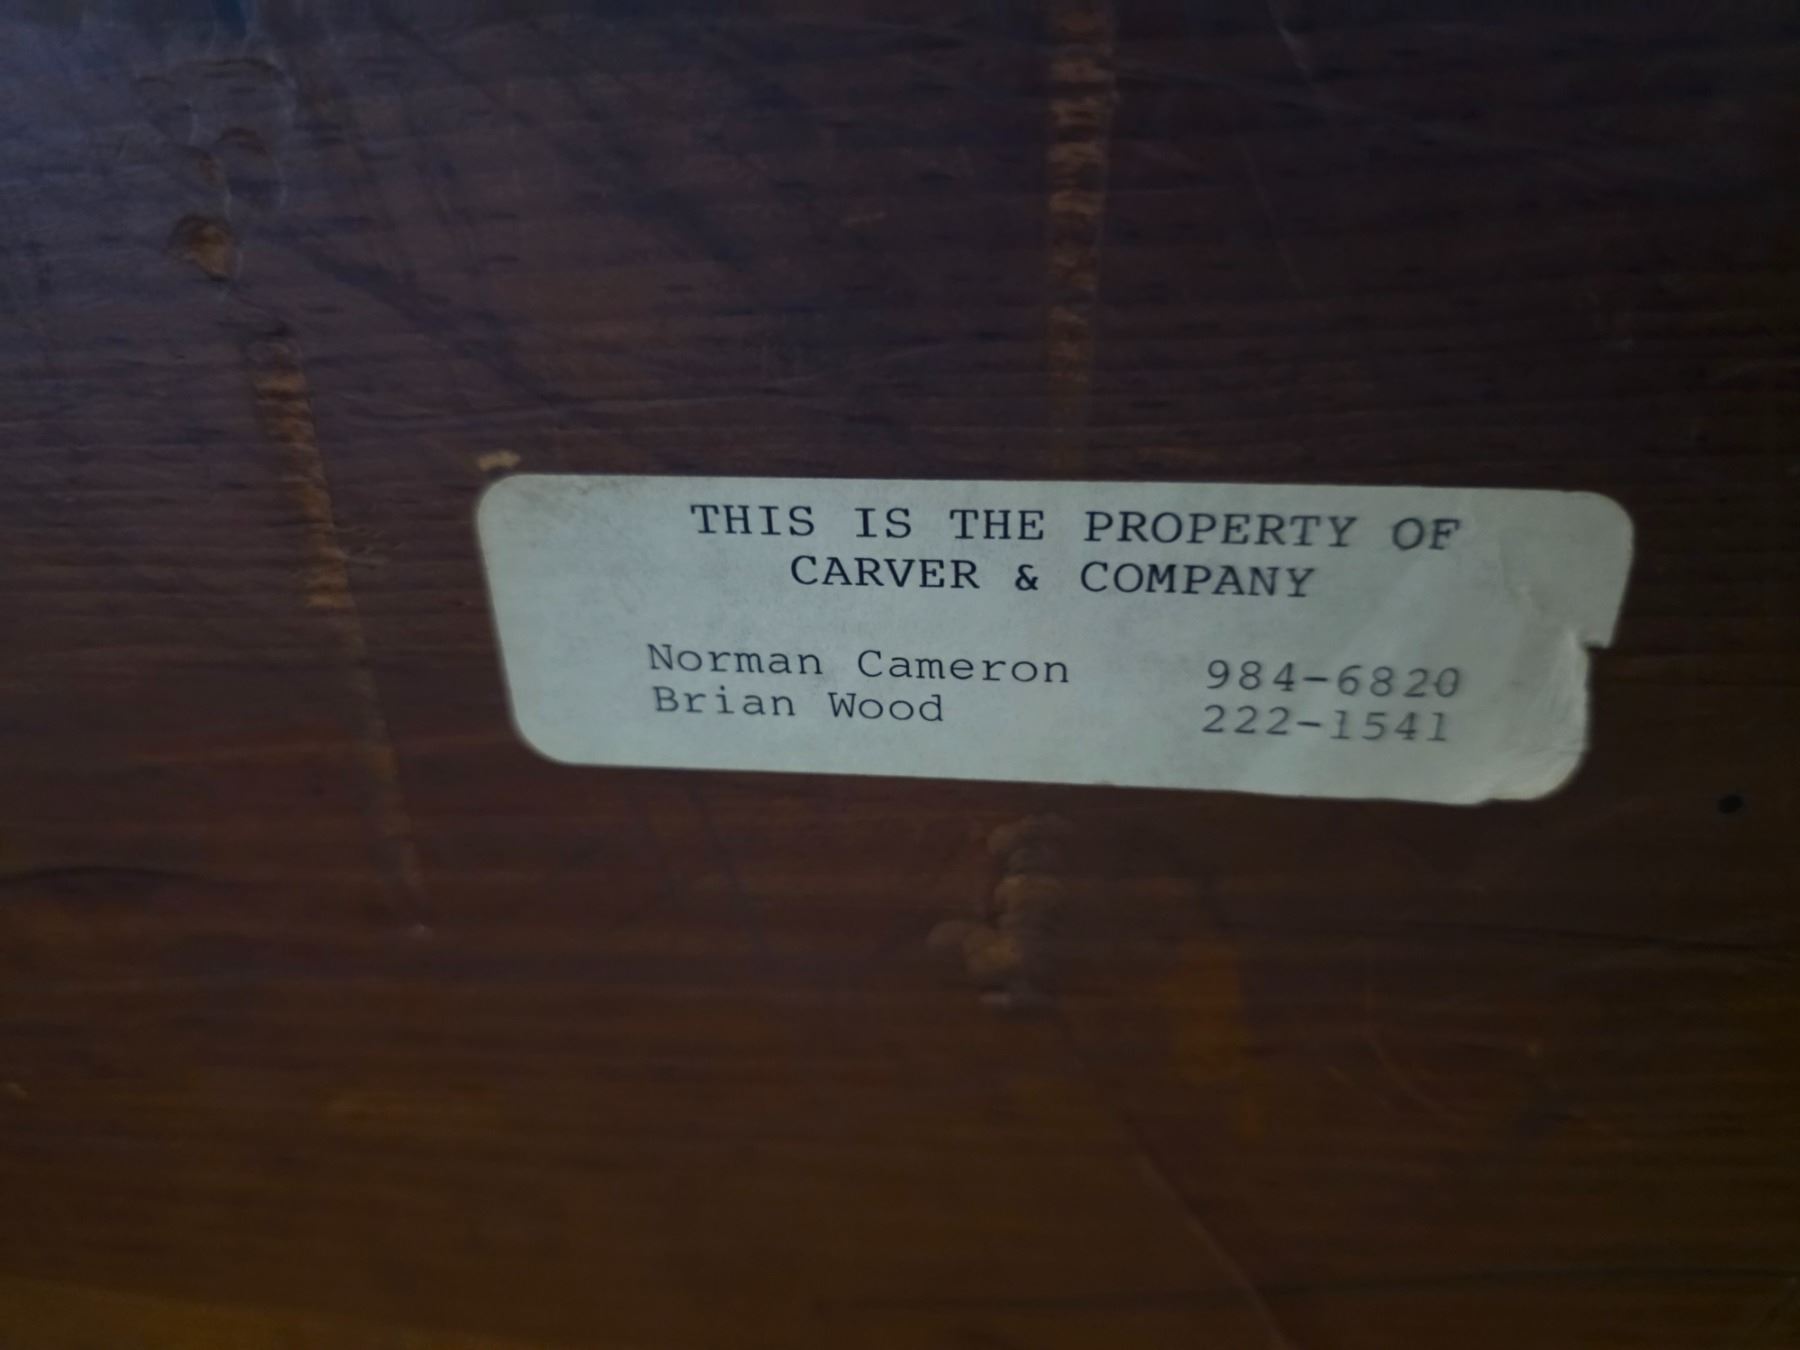 THIS IS THE PROPERTY OF
CARVER & COMPANY
Norman Cameron 984-6820
Brian Wood 222-1541